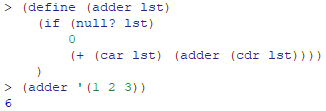 > (define (adder lst)
    (if (null? lst)
        0
        (+ (car lst) (adder (cdr lst))))
    )
> (adder '(1 2 3))
6